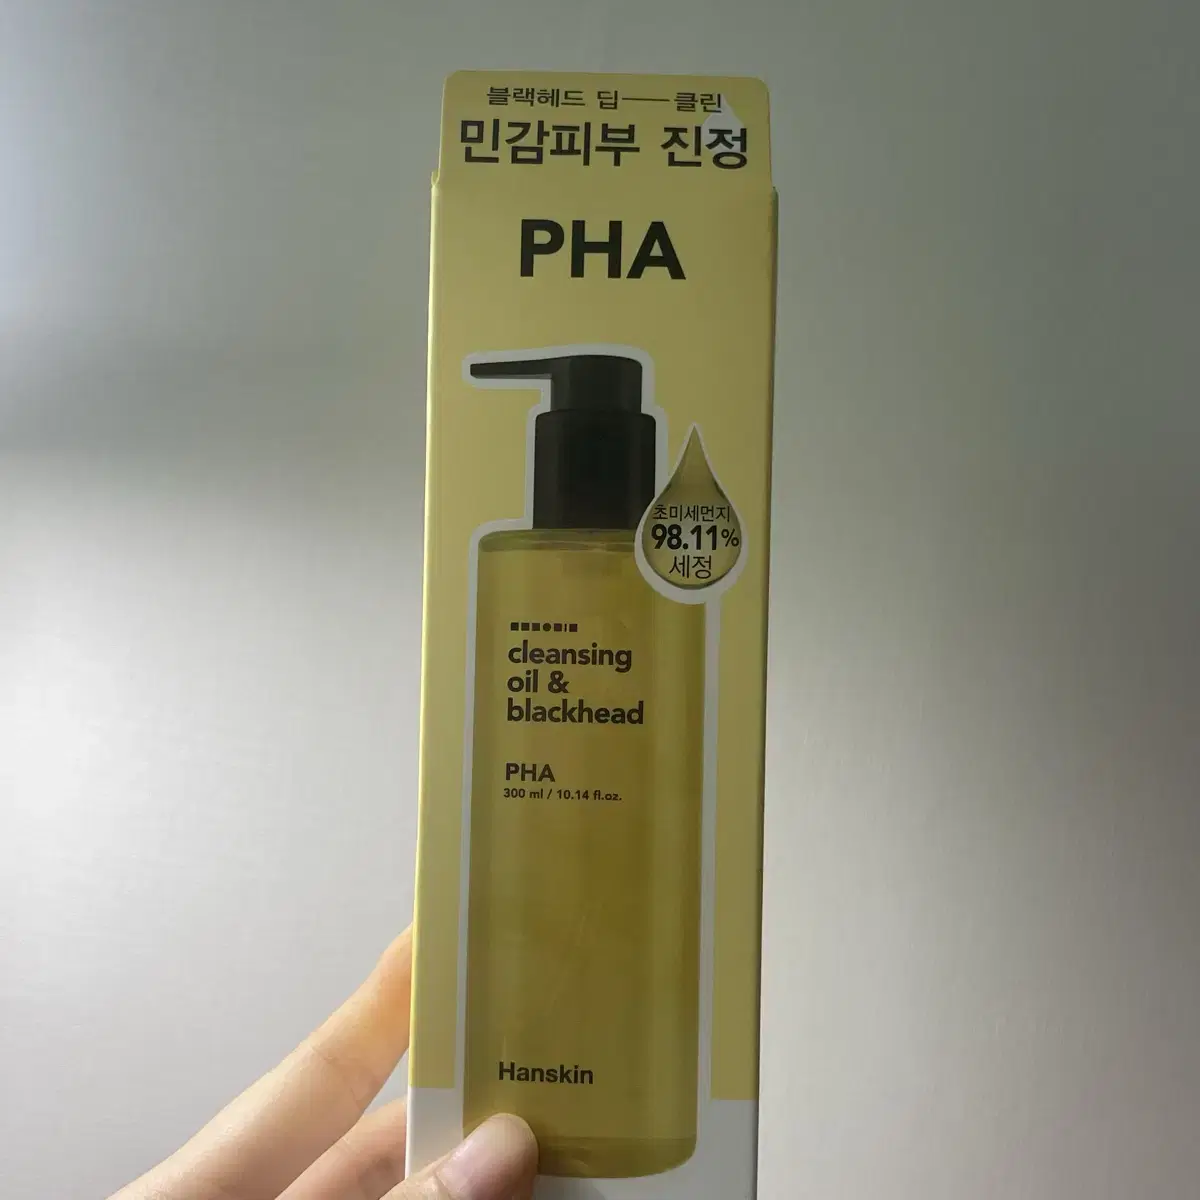 블랙헤드 딥──클린
민감피부 진정
PHA
초미세먼지
98.11%
세정
cleansing
oil &
blackhead
PHA
300 ml / 10.14 fl.oz.
Hanskin